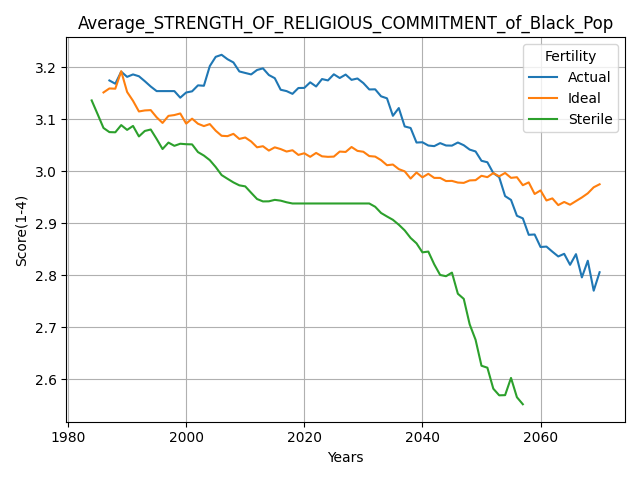 Average_STRENGTH_OF_RELIGIOUS_COMMITMENT_of_Black_Pop
Fertility
Actual
Ideal
Sterile
Score(1-4)
3.2
3.1
3.0
2.9
2.8
2.7
2.6
1980 2000 2020 2040 2060
Years